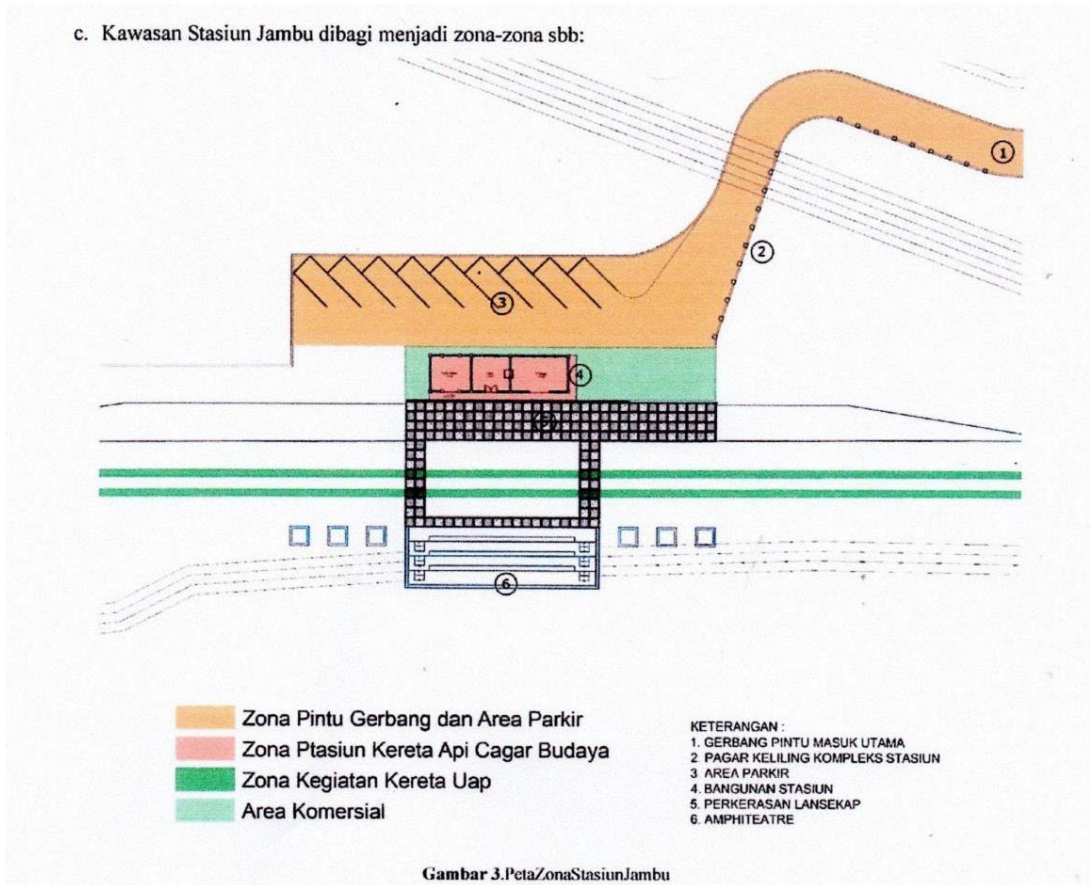 c. Kawasan Stasiun Jambu dibagi menjadi zona-zona sbb:
1
2
3
4
5
6
Zona Pintu Gerbang dan Area Parkir
Zona Ptasiun Kereta Api Cagar Budaya
Zona Kegiatan Kereta Uap
Area Komersial
KETERANGAN :
1. GERBANG PINTU MASUK UTAMA
2 PAGAR KELILING KOMPLEKS STASIUN
3 AREA PARKIR
4. BANGUNAN STASIUN
5. PERKERASAN LANSEKAP
6. AMPHITEATRE
Gambar 3.PetaZonaStasiunJambu